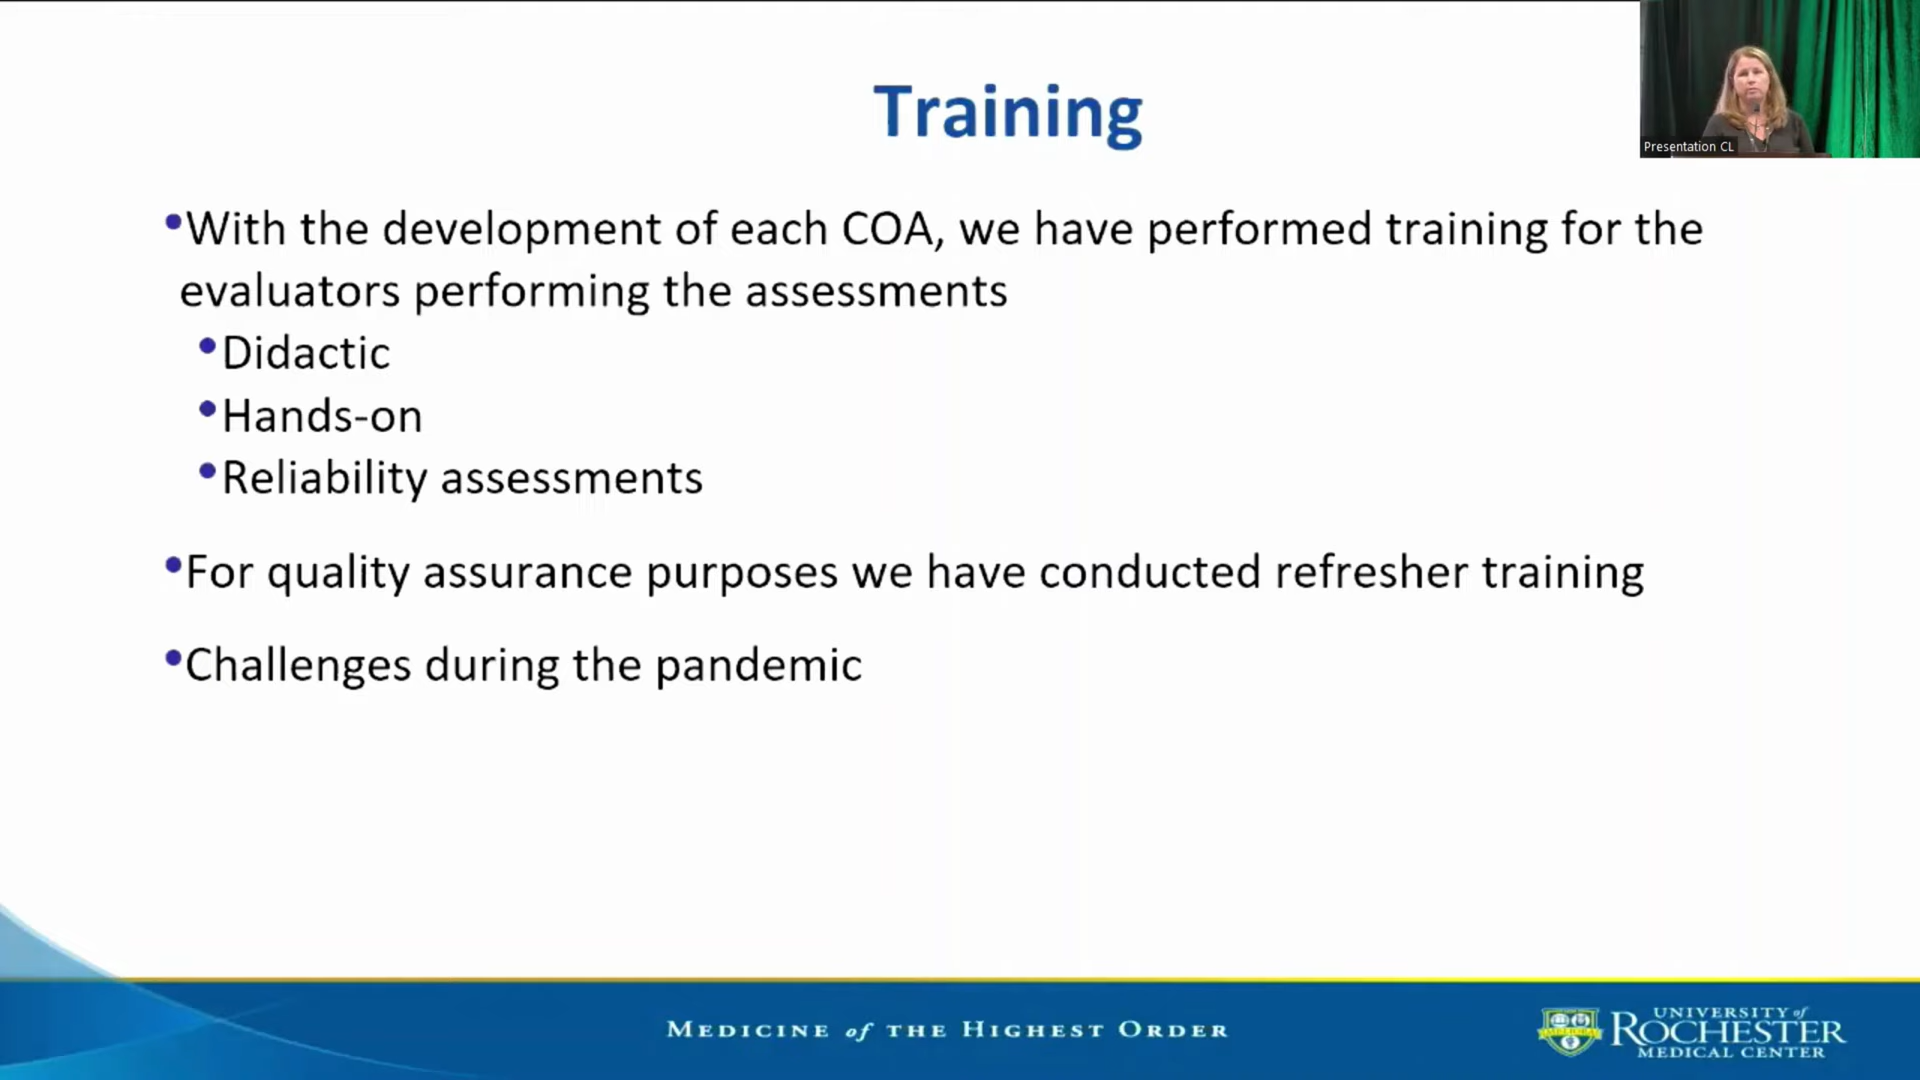 Training
Presentation CL
•With the development of each COA, we have performed training for the
evaluators performing the assessments
•Didactic
•Hands-on
•Reliability assessments
•For quality assurance purposes we have conducted refresher training
•Challenges during the pandemic
MEDICINE of THE HIGHEST ORDER
UNIVERSITY of
ROCHESTER
MEDICAL CENTER